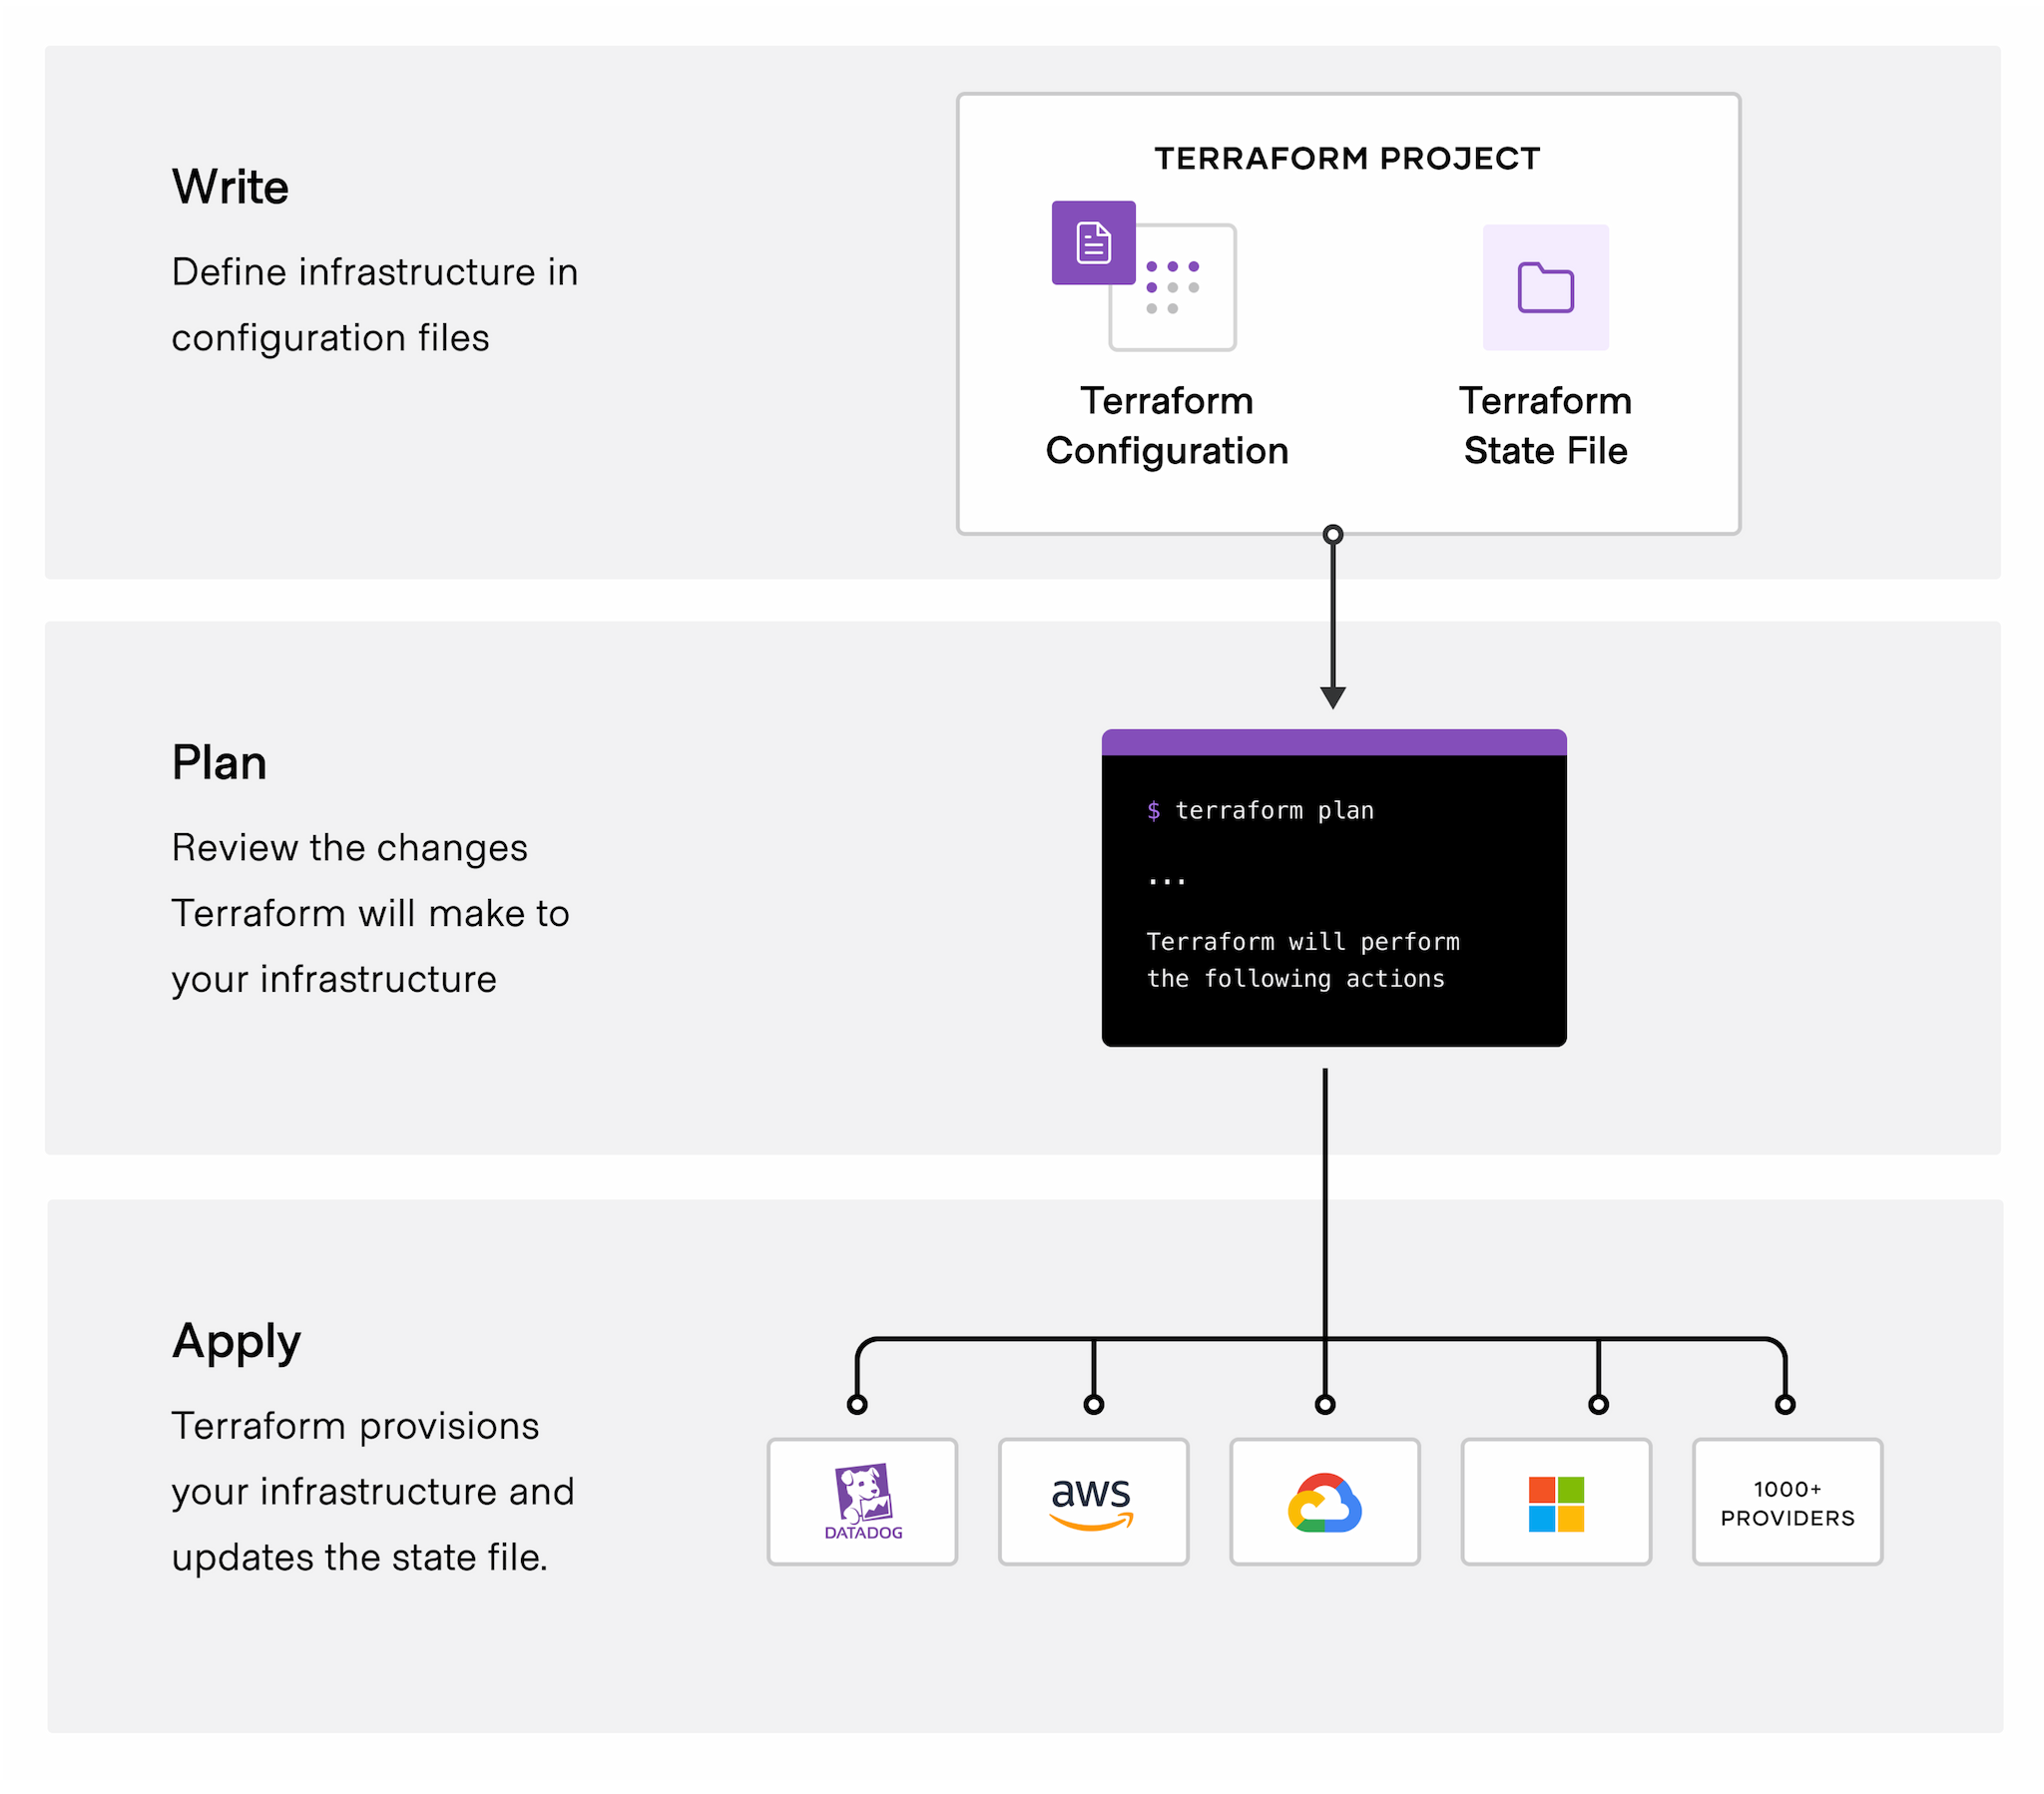 Write
Define infrastructure in
configuration files
TERRAFORM PROJECT
Terraform
Configuration
Terraform
State File
Plan
Review the changes
Terraform will make to
your infrastructure
$ terraform plan
...
Terraform will perform
the following actions
Apply
Terraform provisions
your infrastructure and
updates the state file.
DATADOG
aws
1000+
PROVIDERS